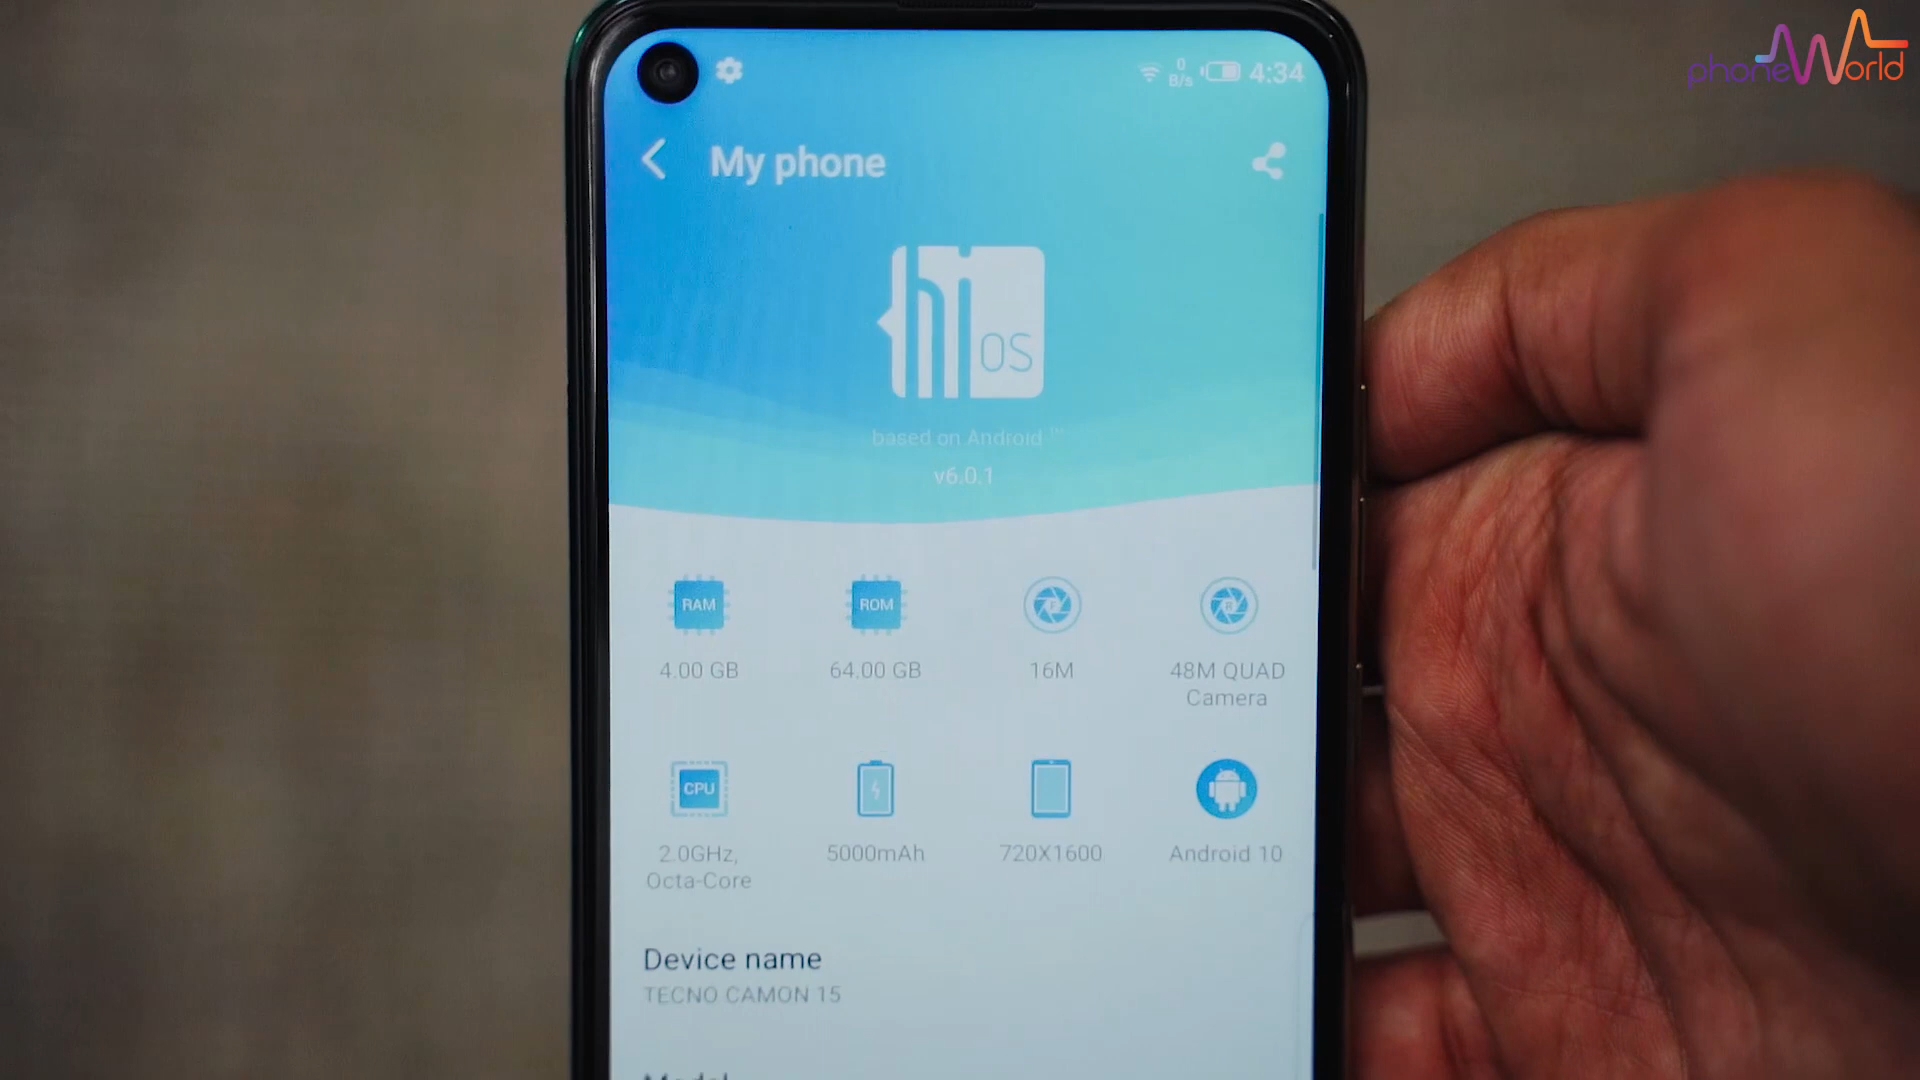 phoneWorld
0
B/s
4:34
My phone
hiOS
based on Android™
v6.0.1
RAM
ROM
F
R
4.00 GB
64.00 GB
16M
48M QUAD
Camera
CPU
2.0GHz,
Octa-Core
5000mAh
720X1600
Android 10
Device name
TECNO CAMON 15
Model